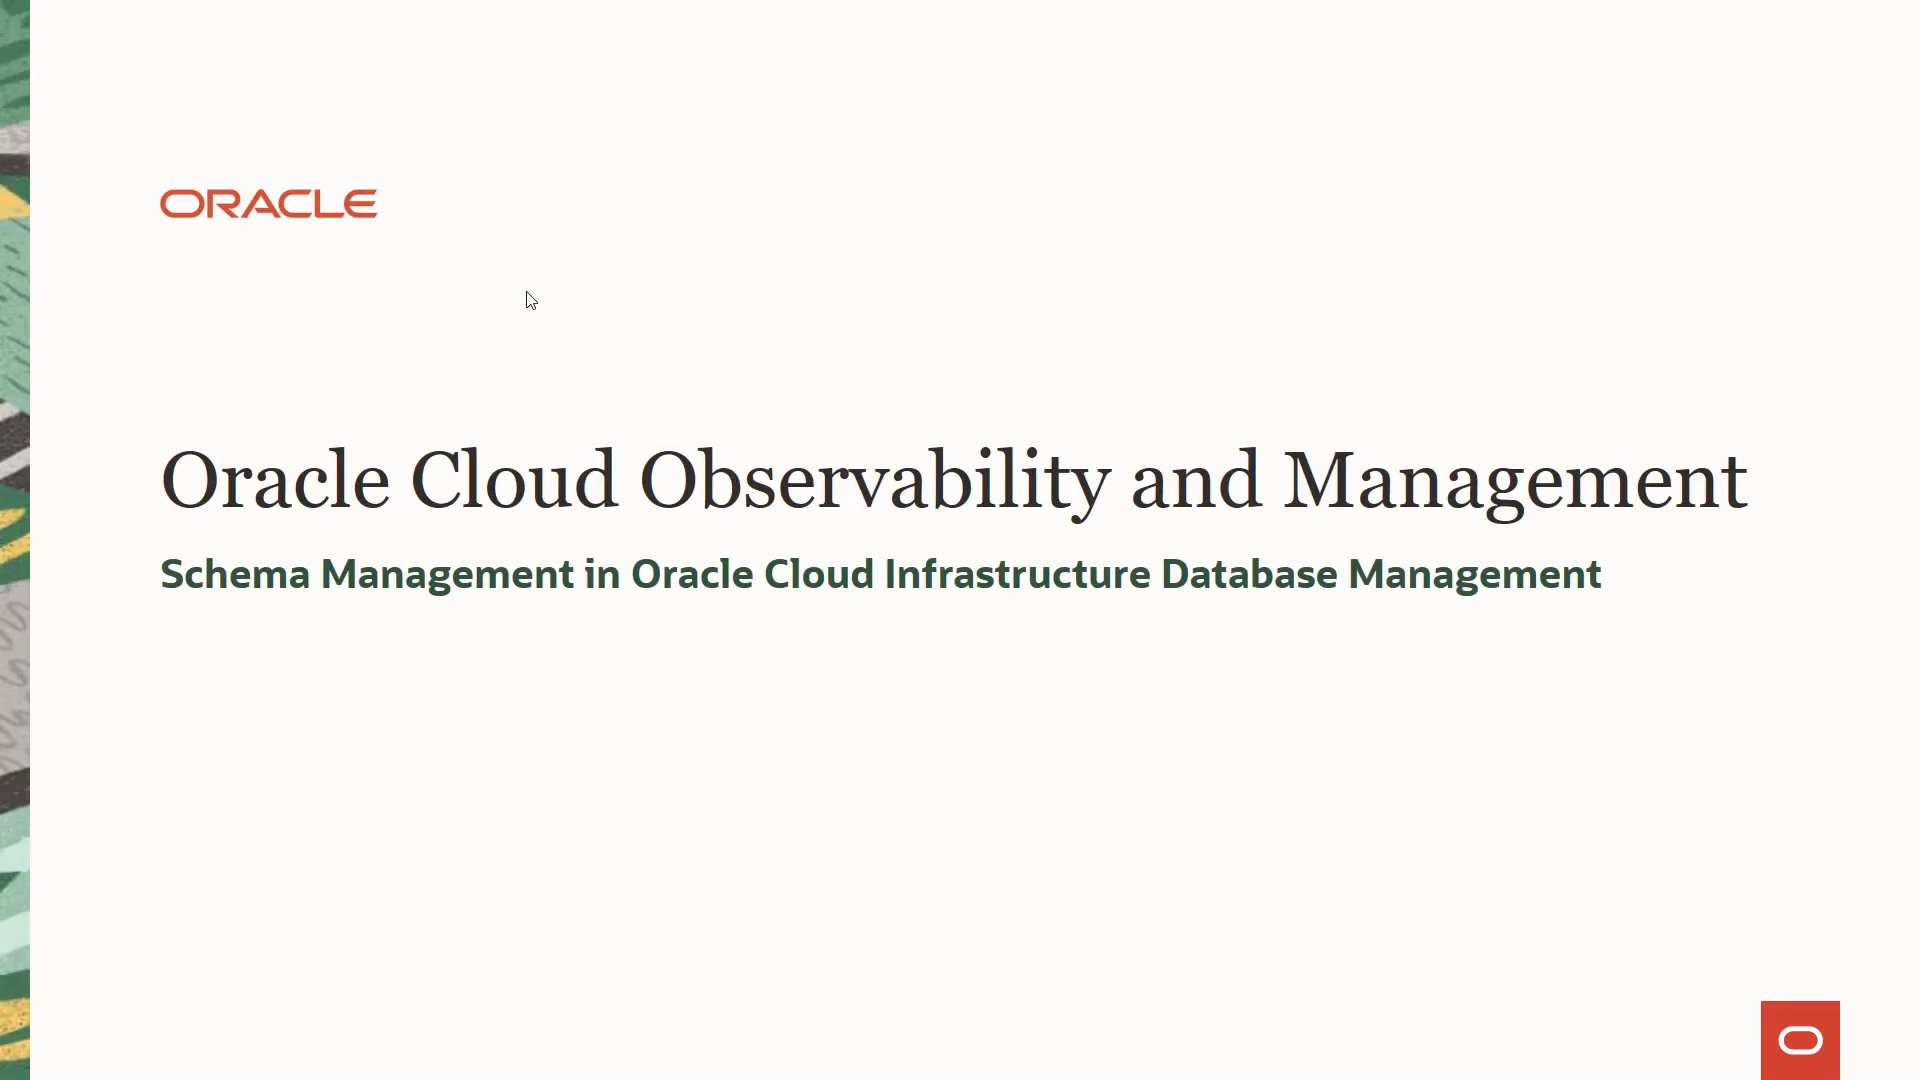 ORACLE
Oracle Cloud Observability and Management
Schema Management in Oracle Cloud Infrastructure Database Management